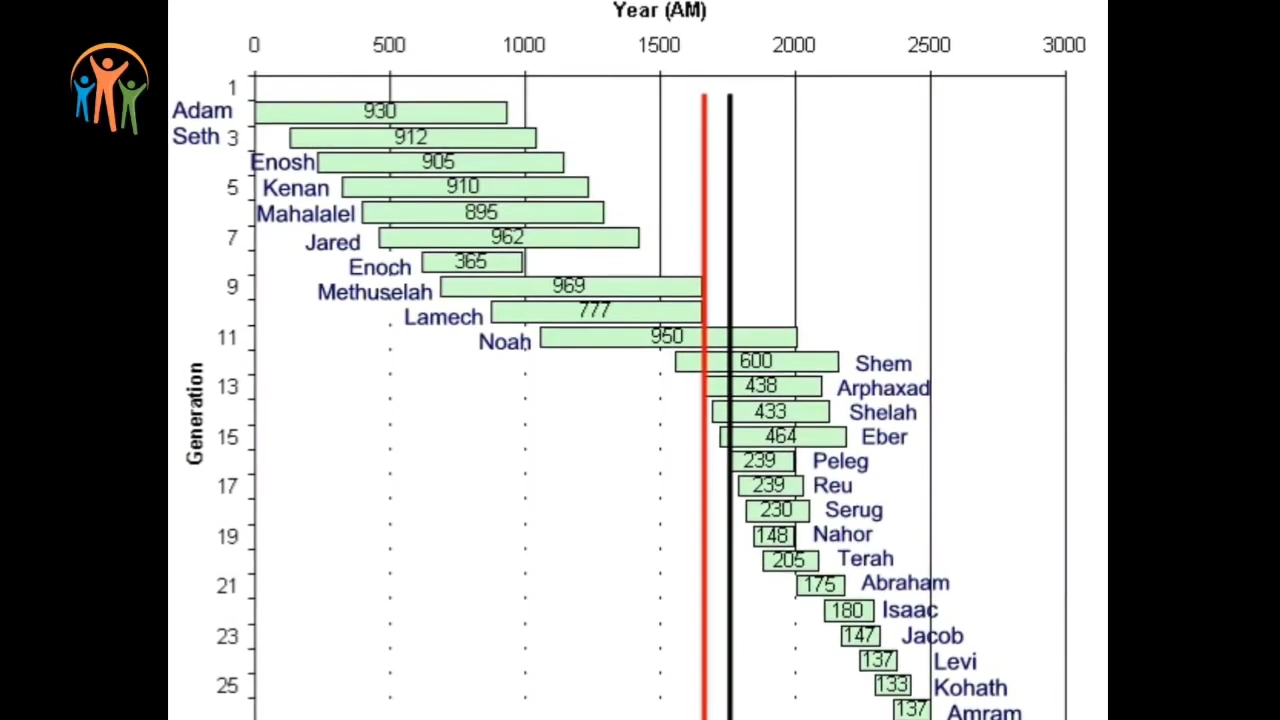 Year (AM)
0 500 1000 1500 2000 2500 3000
1
Adam 930
Seth 3 912
Enosh 905
5 Kenan 910
Mahalalel 895
7 Jared 962
Enoch 365
9 Methuselah 969
Lamech 777
11 Noah 950
600 Shem
13 438 Arphaxad
433 Shelah
15 464 Eber
239 Peleg
17 239 Reu
230 Serug
19 148 Nahor
205 Terah
21 175 Abraham
180 Isaac
23 147 Jacob
137 Levi
25 133 Kohath
137 Amram
Generation